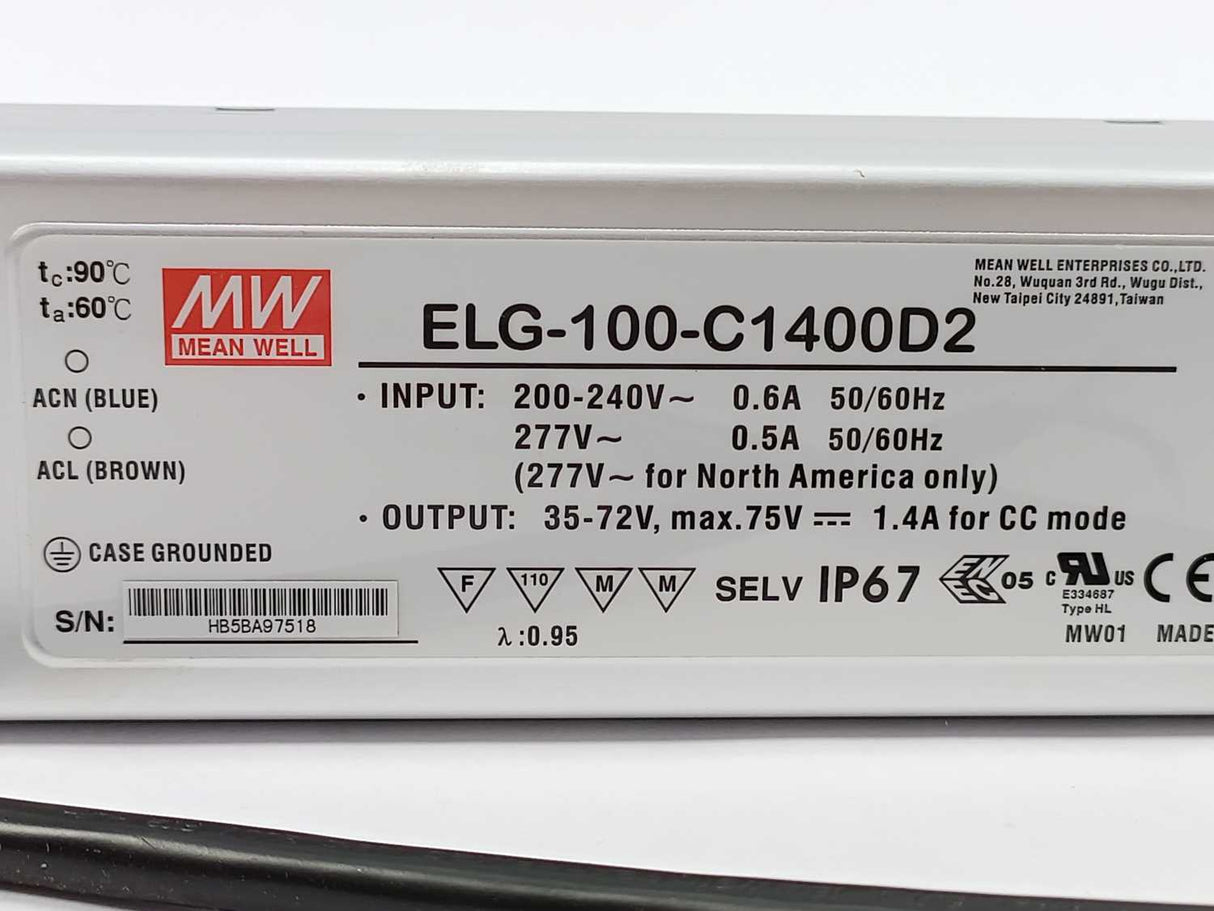 tc:90℃
ta:60℃
MW
MEAN WELL
ELG-100-C1400D2
MEAN WELL ENTERPRISES CO.,LTD.
No.28, Wuquan 3rd Rd., Wugu Dist.,
New Taipei City 24891,Taiwan
ACN (BLUE)
ACL (BROWN)
· INPUT: 200-240V~ 0.6A 50/60Hz
277V~ 0.5A 50/60Hz
(277V~ for North America only)
· OUTPUT: 35-72V, max.75V ⎓ 1.4A for CC mode
CASE GROUNDED
S/N:
HB5BA97518
F 110 M M SELV IP67 ENEC 05 c RU US CE
λ:0.95
E334687
Type HL
MW01 MADE